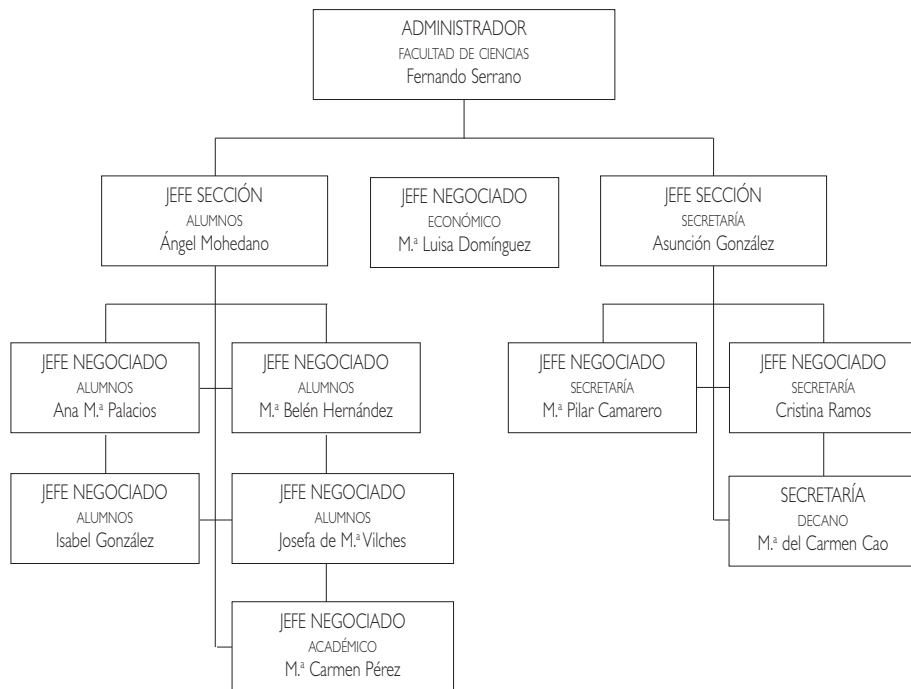 ADMINISTRADOR
FACULTAD DE CIENCIAS
Fernando Serrano
JEFE SECCIÓN
ALUMNOS
Ángel Mohedano
JEFE NEGOCIADO
ECONÓMICO
M.ª Luisa Domínguez
JEFE SECCIÓN
SECRETARÍA
Asunción González
JEFE NEGOCIADO
ALUMNOS
Ana M.ª Palacios
JEFE NEGOCIADO
ALUMNOS
M.ª Belén Hernández
JEFE NEGOCIADO
SECRETARÍA
M.ª Pilar Camarero
JEFE NEGOCIADO
SECRETARÍA
Cristina Ramos
JEFE NEGOCIADO
ALUMNOS
Isabel González
JEFE NEGOCIADO
ALUMNOS
Josefa de M.ª Vilches
SECRETARÍA
DECANO
M.ª del Carmen Cao
JEFE NEGOCIADO
ACADÉMICO
M.ª Carmen Pérez